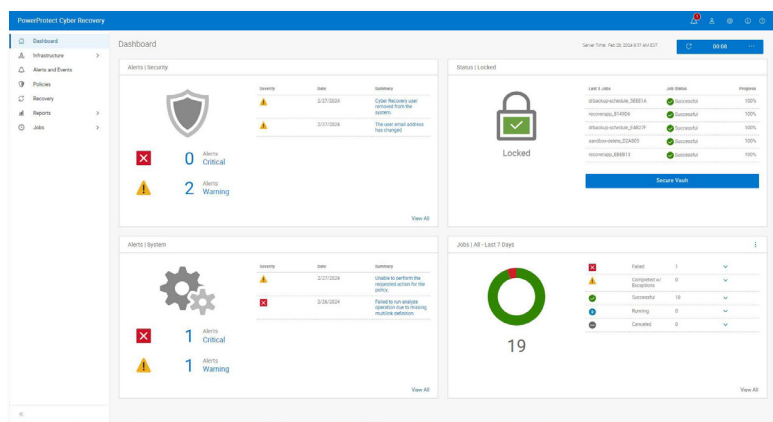 PowerProtect Cyber Recovery
1
Dashboard
Infrastructure
Alerts and Events
Policies
Recovery
Reports
Jobs
Dashboard
Server Time: Feb 28, 2024 9:37 AM EST
00:08
Alerts | Security
Severity Date Summary
2/27/2024 Cyber Recovery user
removed from the
system.
2/27/2024 The user email address
has changed
0 Alerts
Critical
2 Alerts
Warning
View All
Status | Locked
Locked
Last 5 Jobs Job Status Progress
Successful 100%
Successful 100%
Successful 100%
Successful 100%
Successful 100%
Secure Vault
Alerts | System
Severity Date Summary
2/27/2024 Unable to perform the
requested action for the
policy.
2/26/2024 Failed to run analyze
operation due to missing
multilink definition.
1 Alerts
Critical
1 Alerts
Warning
View All
Jobs | All - Last 7 Days
19
Failed 1
Completed w/ 0
Exceptions
Successful 18
Running 0
Canceled 0
View All